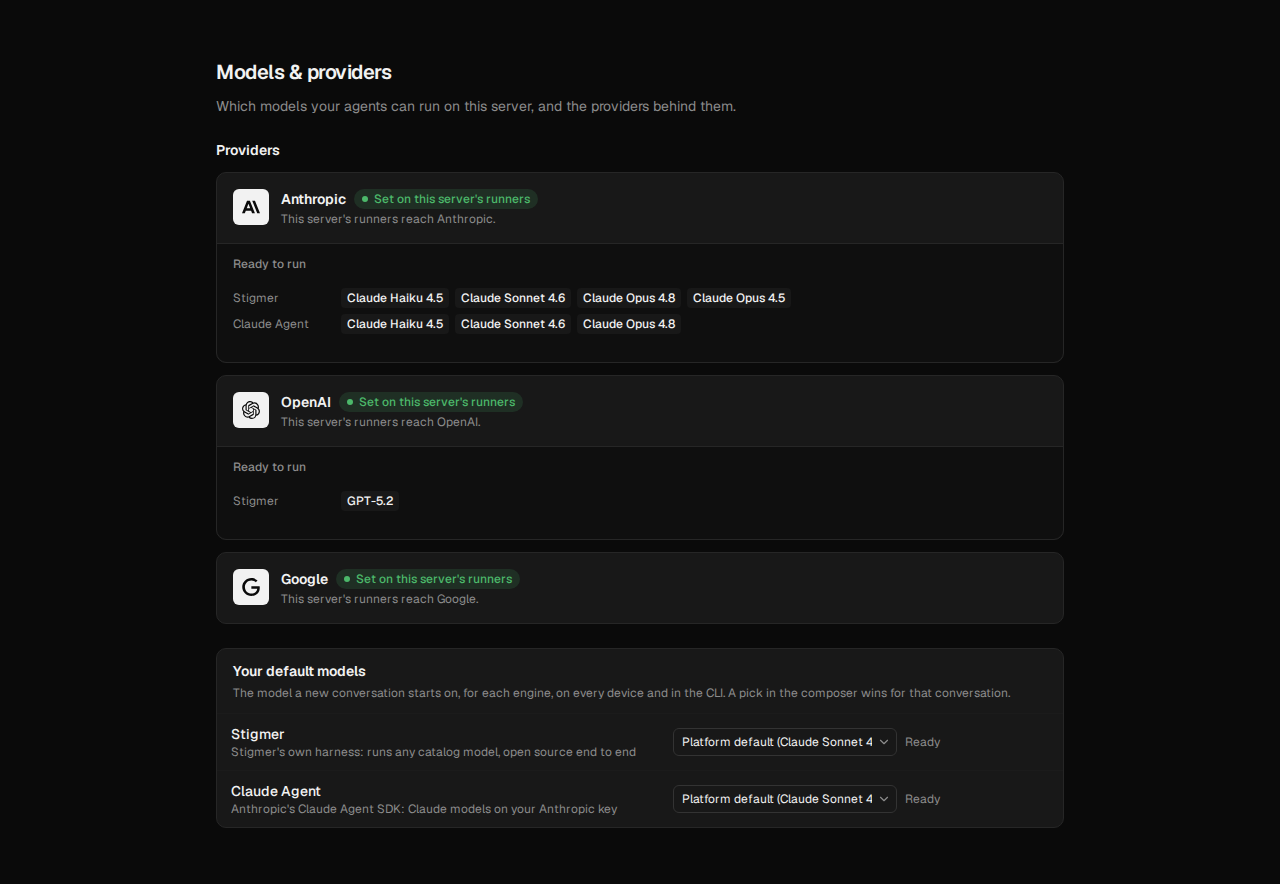 Models & providers
Which models your agents can run on this server, and the providers behind them.
Providers
Anthropic
Set on this server's runners
This server's runners reach Anthropic.
Ready to run
Stigmer
Claude Haiku 4.5 Claude Sonnet 4.6 Claude Opus 4.8 Claude Opus 4.5
Claude Agent
Claude Haiku 4.5 Claude Sonnet 4.6 Claude Opus 4.8
OpenAI
Set on this server's runners
This server's runners reach OpenAI.
Ready to run
Stigmer
GPT-5.2
Google
Set on this server's runners
This server's runners reach Google.
Your default models
The model a new conversation starts on, for each engine, on every device and in the CLI. A pick in the composer wins for that conversation.
Stigmer
Stigmer's own harness: runs any catalog model, open source end to end
Platform default (Claude Sonnet 4
Ready
Claude Agent
Anthropic's Claude Agent SDK: Claude models on your Anthropic key
Platform default (Claude Sonnet 4
Ready